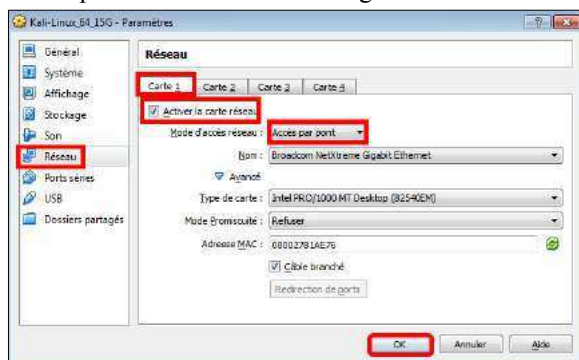 Kali-Linux_64_15G - Paramètres
Général
Système
Affichage
Stockage
Son
Réseau
Ports séries
USB
Dossiers partagés
Réseau
Carte 1 Carte 2 Carte 3 Carte 4
Activer la carte réseau
Mode d'accès réseau : Accès par pont
Nom : Broadcom NetXtreme Gigabit Ethernet
Avancé
Type de carte : Intel PRO/1000 MT Desktop (82540EM)
Mode Promiscuité : Refuser
Adresse MAC : 080027B1AE76
Câble branché
Redirection de ports
OK Annuler Aide